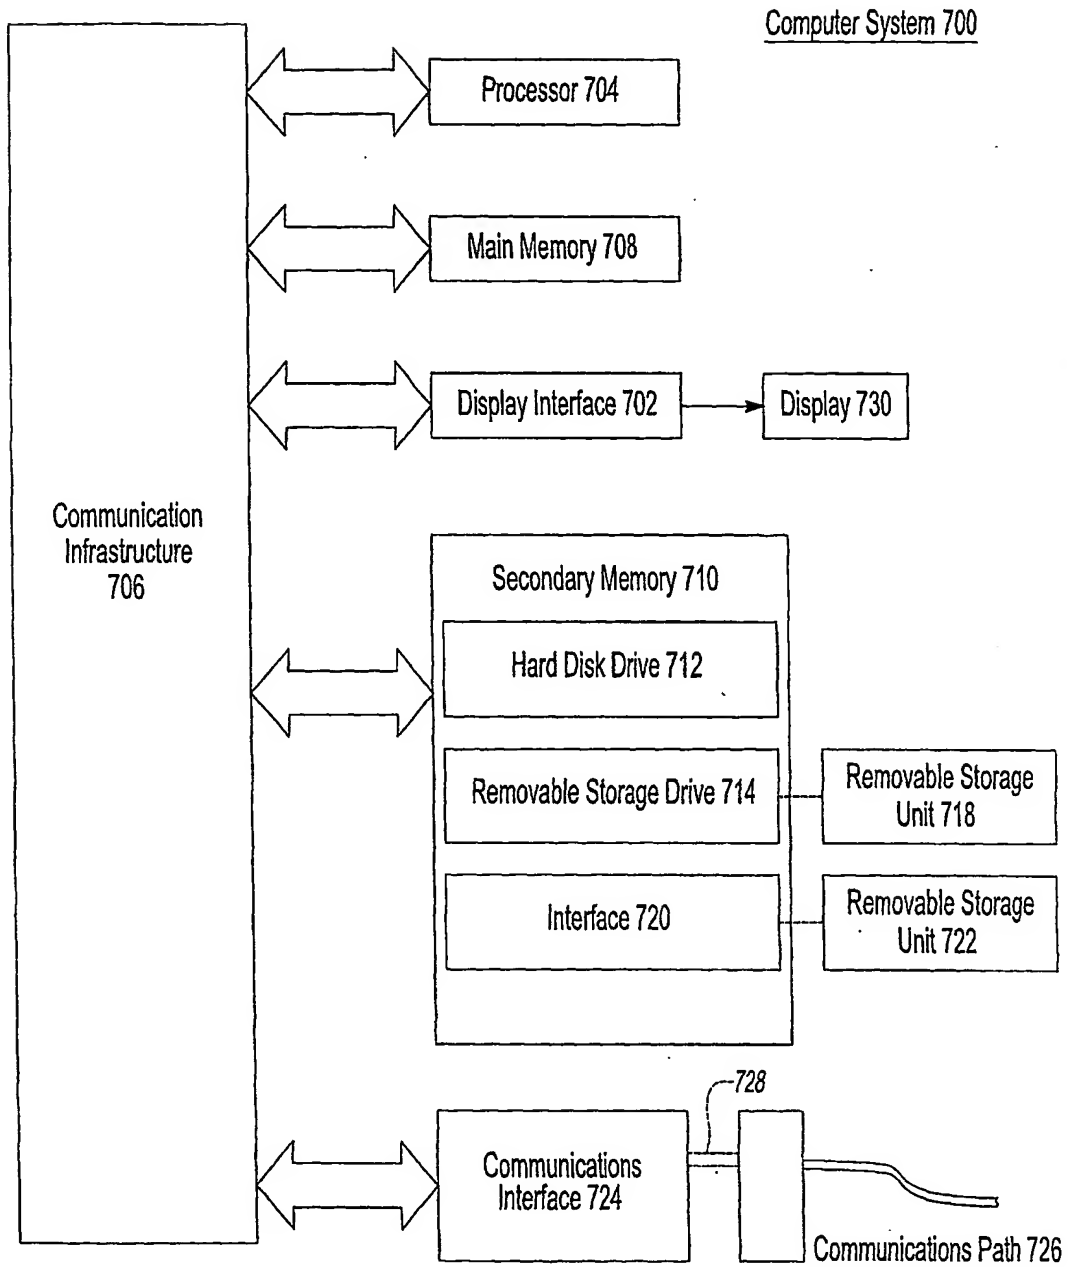 Computer System 700
Processor 704
Main Memory 708
Display Interface 702
Display 730
Communication
Infrastructure
706
Secondary Memory 710
Hard Disk Drive 712
Removable Storage Drive 714
Removable Storage
Unit 718
Interface 720
Removable Storage
Unit 722
728
Communications
Interface 724
Communications Path 726